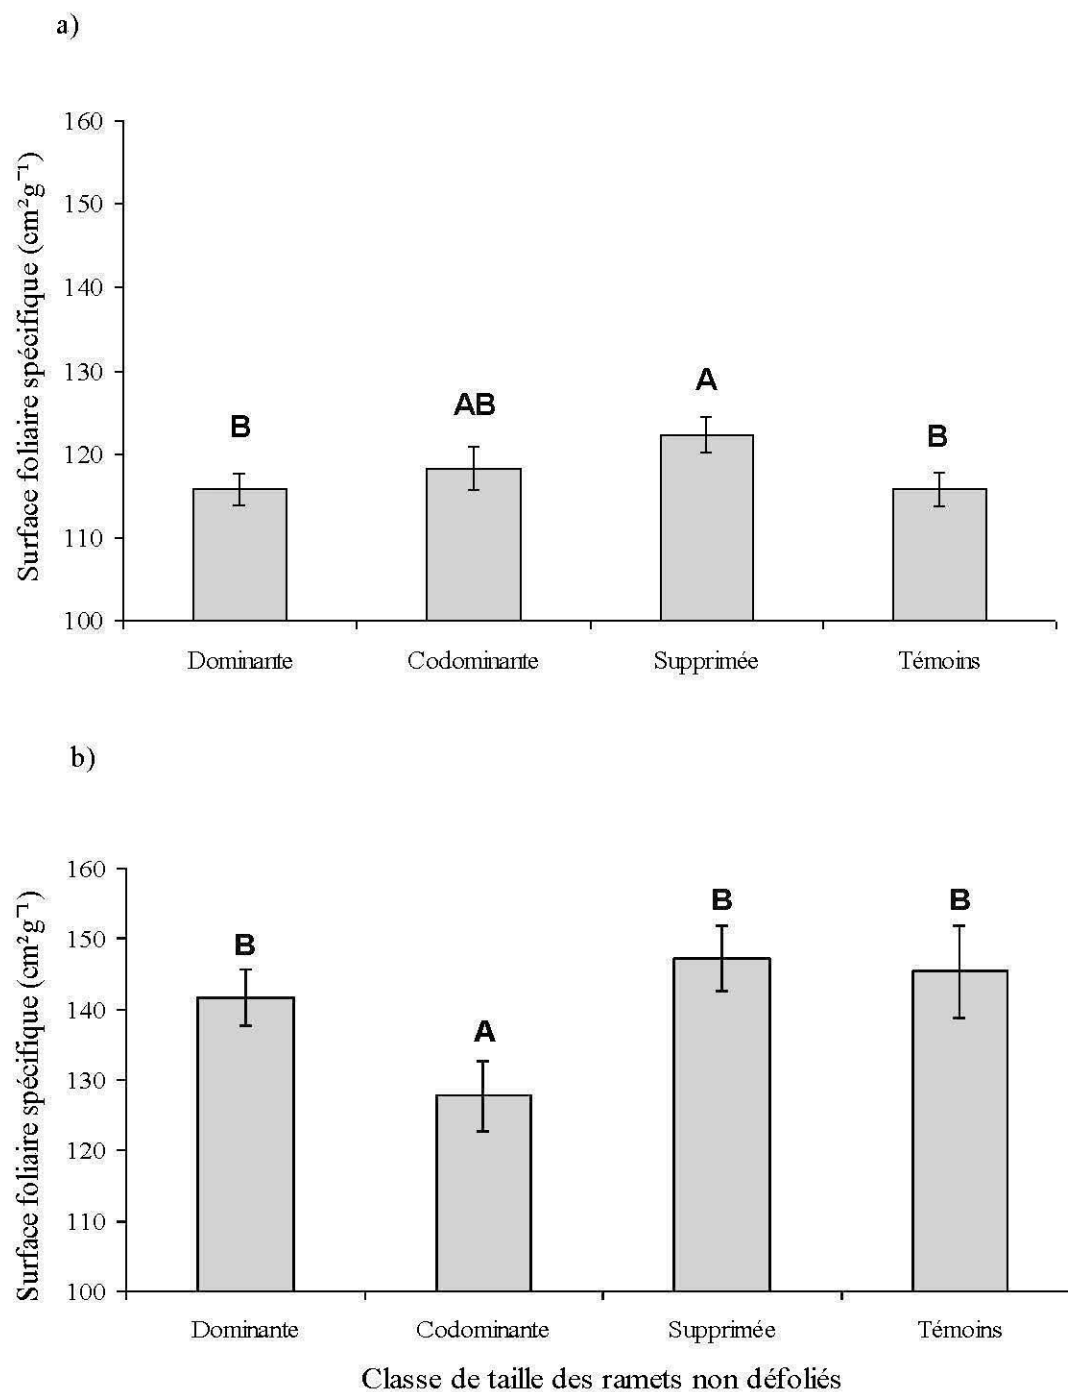 a)
Surface foliaire spécifique (cm²g⁻¹)
160
150
140
130
120
110
100
B
AB
A
B
Dominante
Codominante
Supprimée
Témoins
b)
Surface foliaire spécifique (cm²g⁻¹)
160
150
140
130
120
110
100
B
A
B
B
Dominante
Codominante
Supprimée
Témoins
Classe de taille des ramets non défoliés